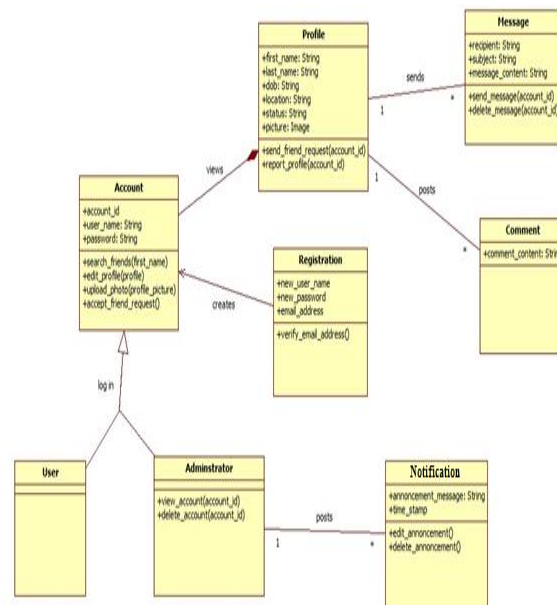 Profile
+first_name: String
+last_name: String
+dob: String
+location: String
+status: String
+picture: Image
+send_friend_request(account_id)
+report_profile(account_id)
Message
+recipient: String
+subject: String
+message_content: String
+send_message(account_id)
+delete_message(account_id)
sends
1
*
views
posts
1
*
Account
+account_id
+user_name: String
+password: String
+search_friends(first_name)
+edit_profile(profile)
+upload_photo(profile_picture)
+accept_friend_request()
Comment
+comment_content: Stri
Registration
+new_user_name
+new_password
+email_address
+verify_email_address()
creates
log in
User
Adminstrator
+view_account(account_id)
+delete_account(account_id)
posts
1
*
Notification
+annoncement_message: String
+time_stamp
+edit_annoncement()
+delete_annoncement()